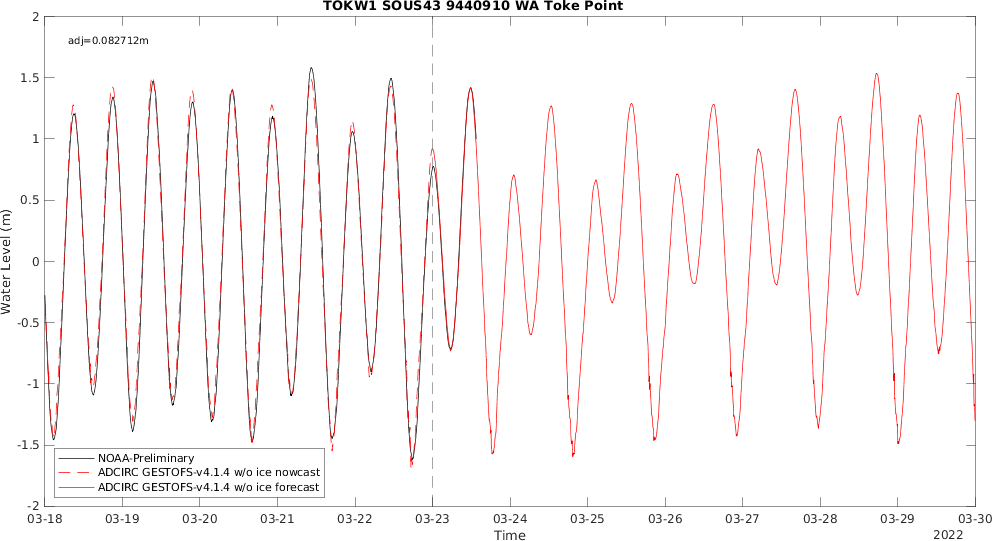 TOKW1 SOUS43 9440910 WA Toke Point
adj=0.082712m
2
1.5
1
0.5
0
-0.5
-1
-1.5
-2
Water Level (m)
NOAA-Preliminary
ADCIRC GESTOFS-v4.1.4 w/o ice nowcast
ADCIRC GESTOFS-v4.1.4 w/o ice forecast
03-18 03-19 03-20 03-21 03-22 03-23 03-24 03-25 03-26 03-27 03-28 03-29 03-30
Time
2022